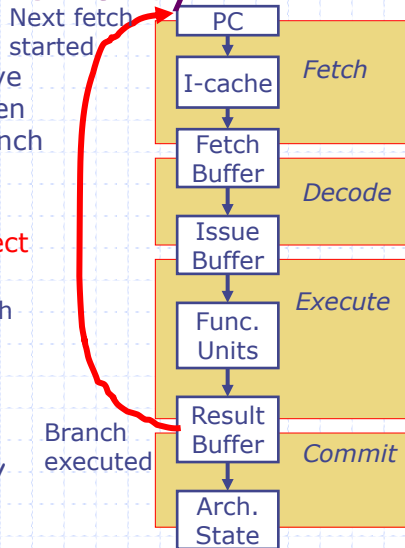 Next fetch
started
PC
Fetch
I-cache
Fetch
Buffer
Decode
Issue
Buffer
Execute
Func.
Units
Branch
executed
Result
Buffer
Commit
Arch.
State